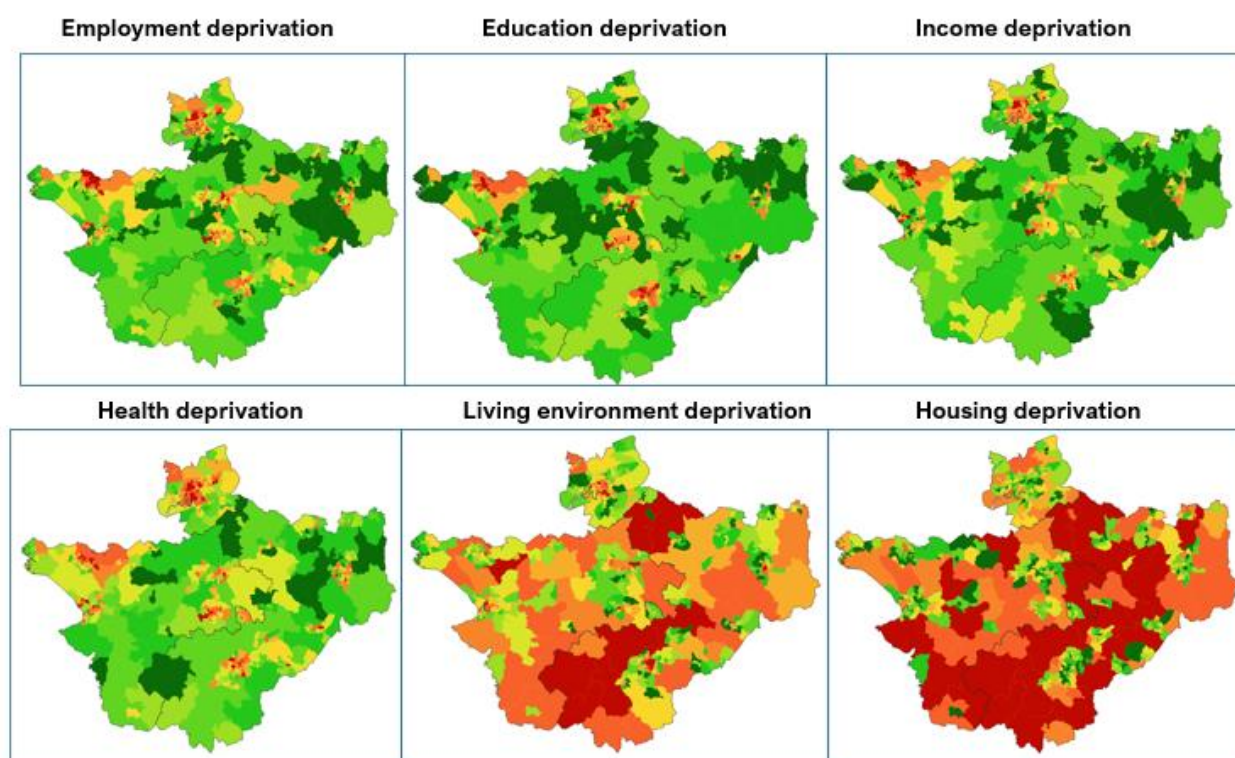 Employment deprivation
Education deprivation
Income deprivation
Health deprivation
Living environment deprivation
Housing deprivation